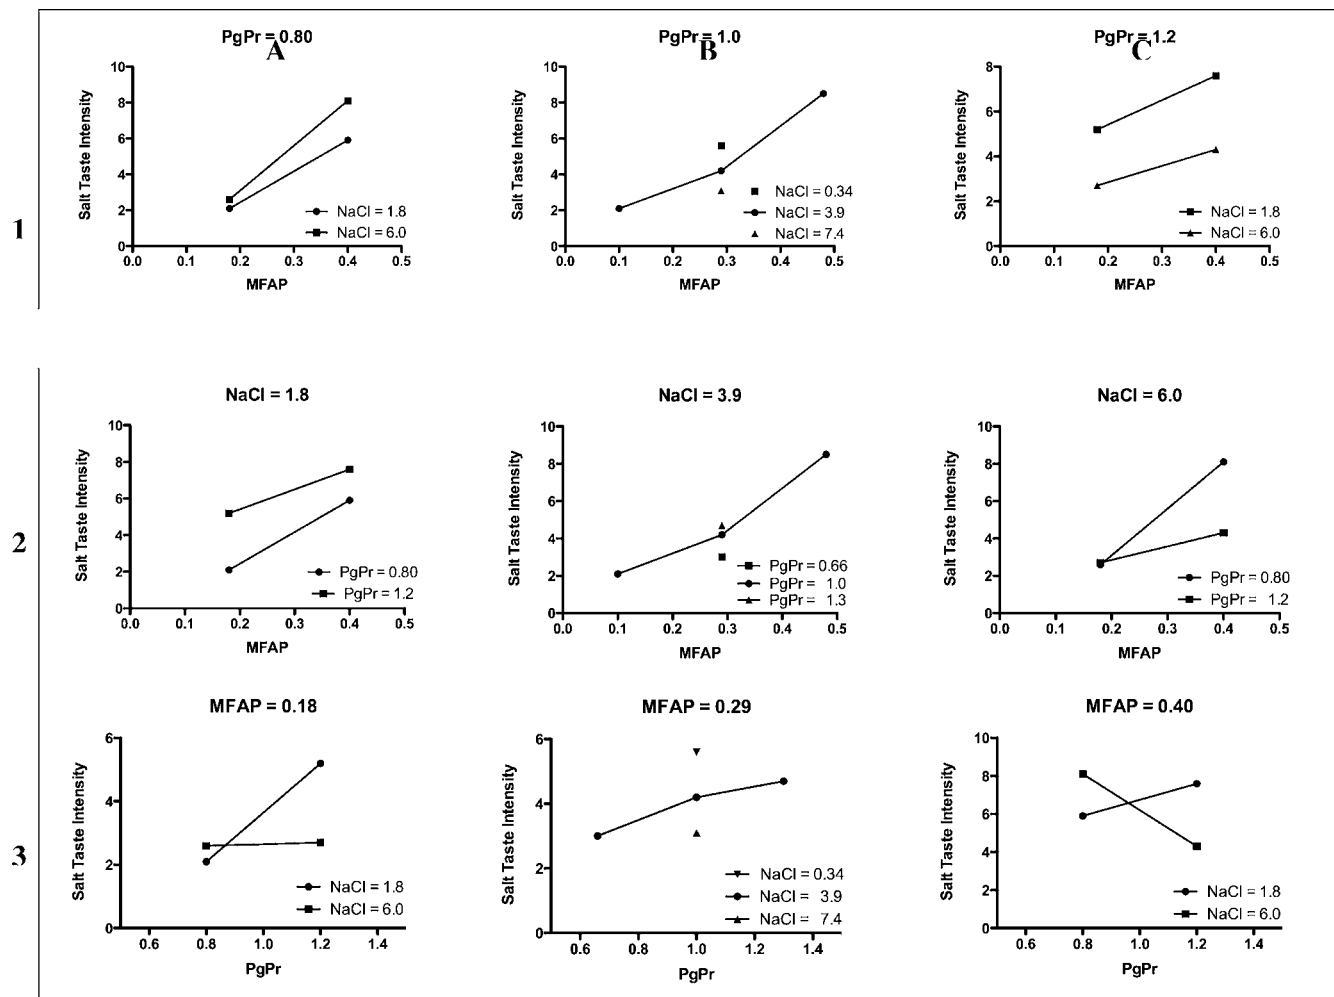 PgPr = 0.80
A
PgPr = 1.0
B
PgPr = 1.2
C
1
Salt Taste Intensity
10
8
6
4
2
0
NaCl = 1.8
NaCl = 6.0
0.0 0.1 0.2 0.3 0.4 0.5
MFAP
Salt Taste Intensity
10
8
6
4
2
0
NaCl = 0.34
NaCl = 3.9
NaCl = 7.4
0.0 0.1 0.2 0.3 0.4 0.5
MFAP
Salt Taste Intensity
8
6
4
2
0
NaCl = 1.8
NaCl = 6.0
0.0 0.1 0.2 0.3 0.4 0.5
MFAP
2
NaCl = 1.8
Salt Taste Intensity
10
8
6
4
2
0
PgPr = 0.80
PgPr = 1.2
0.0 0.1 0.2 0.3 0.4 0.5
MFAP
NaCl = 3.9
Salt Taste Intensity
10
8
6
4
2
0
PgPr = 0.66
PgPr = 1.0
PgPr = 1.3
0.0 0.1 0.2 0.3 0.4 0.5
MFAP
NaCl = 6.0
Salt Taste Intensity
10
8
6
4
2
0
PgPr = 0.80
PgPr = 1.2
0.0 0.1 0.2 0.3 0.4 0.5
MFAP
3
MFAP = 0.18
Salt Taste Intensity
6
4
2
0
NaCl = 1.8
NaCl = 6.0
0.6 0.8 1.0 1.2 1.4
PgPr
MFAP = 0.29
Salt Taste Intensity
6
4
2
0
NaCl = 0.34
NaCl = 3.9
NaCl = 7.4
0.6 0.8 1.0 1.2 1.4
PgPr
MFAP = 0.40
Salt Taste Intensity
10
8
6
4
2
0
NaCl = 1.8
NaCl = 6.0
0.6 0.8 1.0 1.2 1.4
PgPr